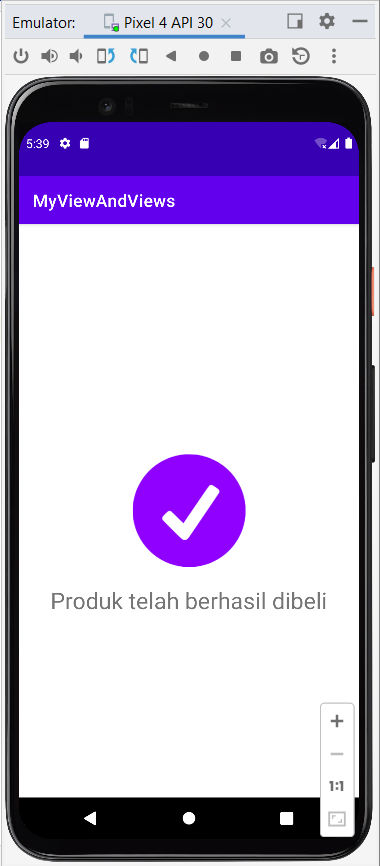 Emulator: Pixel 4 API 30
5:39
MyViewAndViews
Produk telah berhasil dibeli
1:1